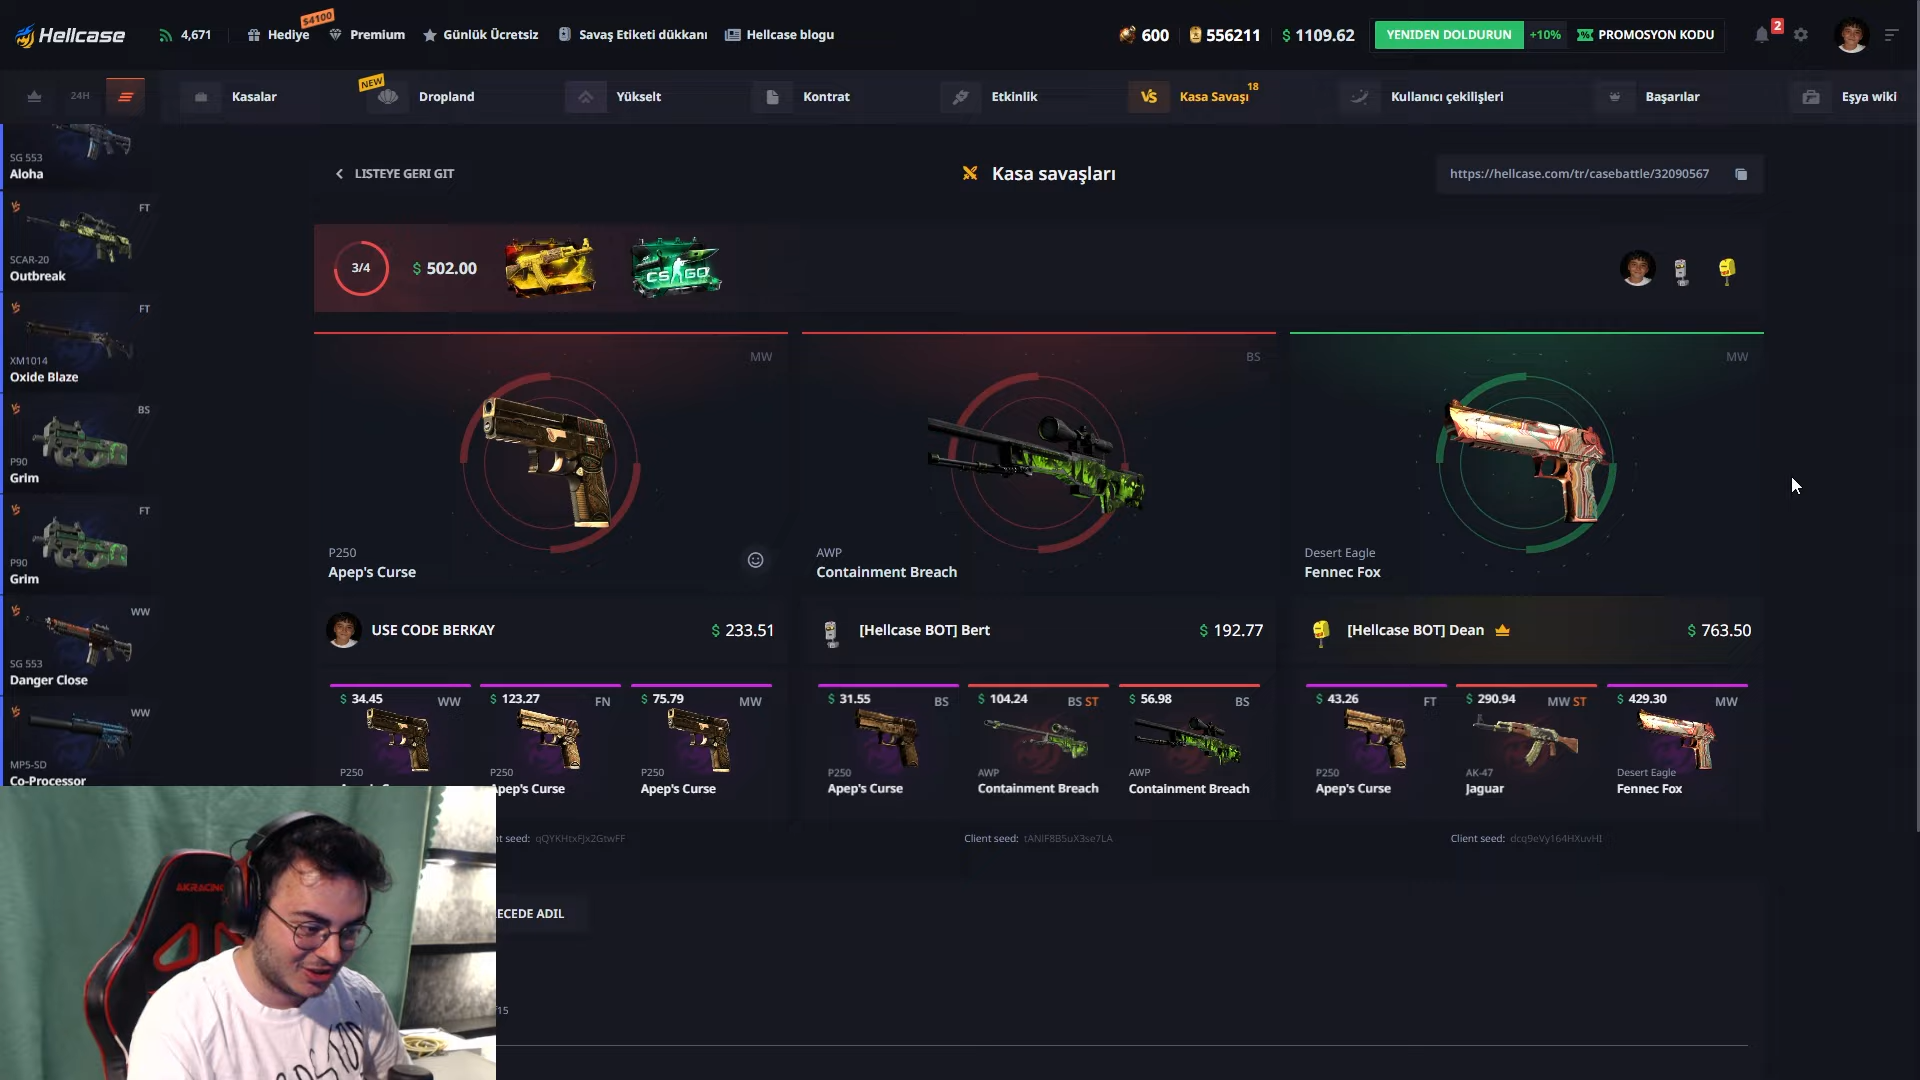 Hellcase
4,671
Hediye
$4100
Premium
Günlük Ücretsiz
Savaş Etiketi dükkanı
Hellcase blogu
600
556211
$ 1109.62
YENİDEN DOLDURUN
+10%
PROMOSYON KODU
2
24H
Kasalar
NEW
Dropland
Yükselt
Kontrat
Etkinlik
VS
Kasa Savaşı
18
Kullanıcı çekilişleri
Başarılar
Eşya wiki
SG 553
Aloha
FT
SCAR-20
Outbreak
FT
XM1014
Oxide Blaze
BS
P90
Grim
FT
P90
Grim
WW
SG 553
Danger Close
WW
MP5-SD
Co-Processor
LISTEYE GERI GIT
Kasa savaşları
https://hellcase.com/tr/casebattle/32090567
3/4
$ 502.00
CS GO
MW
P250
Apep's Curse
BS
AWP
Containment Breach
MW
Desert Eagle
Fennec Fox
USE CODE BERKAY
$ 233.51
[Hellcase BOT] Bert
$ 192.77
[Hellcase BOT] Dean
$ 763.50
$ 34.45
WW
P250
$ 123.27
FN
P250
Apep's Curse
$ 75.79
MW
P250
Apep's Curse
$ 31.55
BS
P250
Apep's Curse
$ 104.24
BS ST
AWP
Containment Breach
$ 56.98
BS
AWP
Containment Breach
$ 43.26
FT
P250
Apep's Curse
$ 290.94
MW ST
AK-47
Jaguar
$ 429.30
MW
Desert Eagle
Fennec Fox
nt seed:
Client seed:
Client seed:
ECEDE ADIL
AKRACING